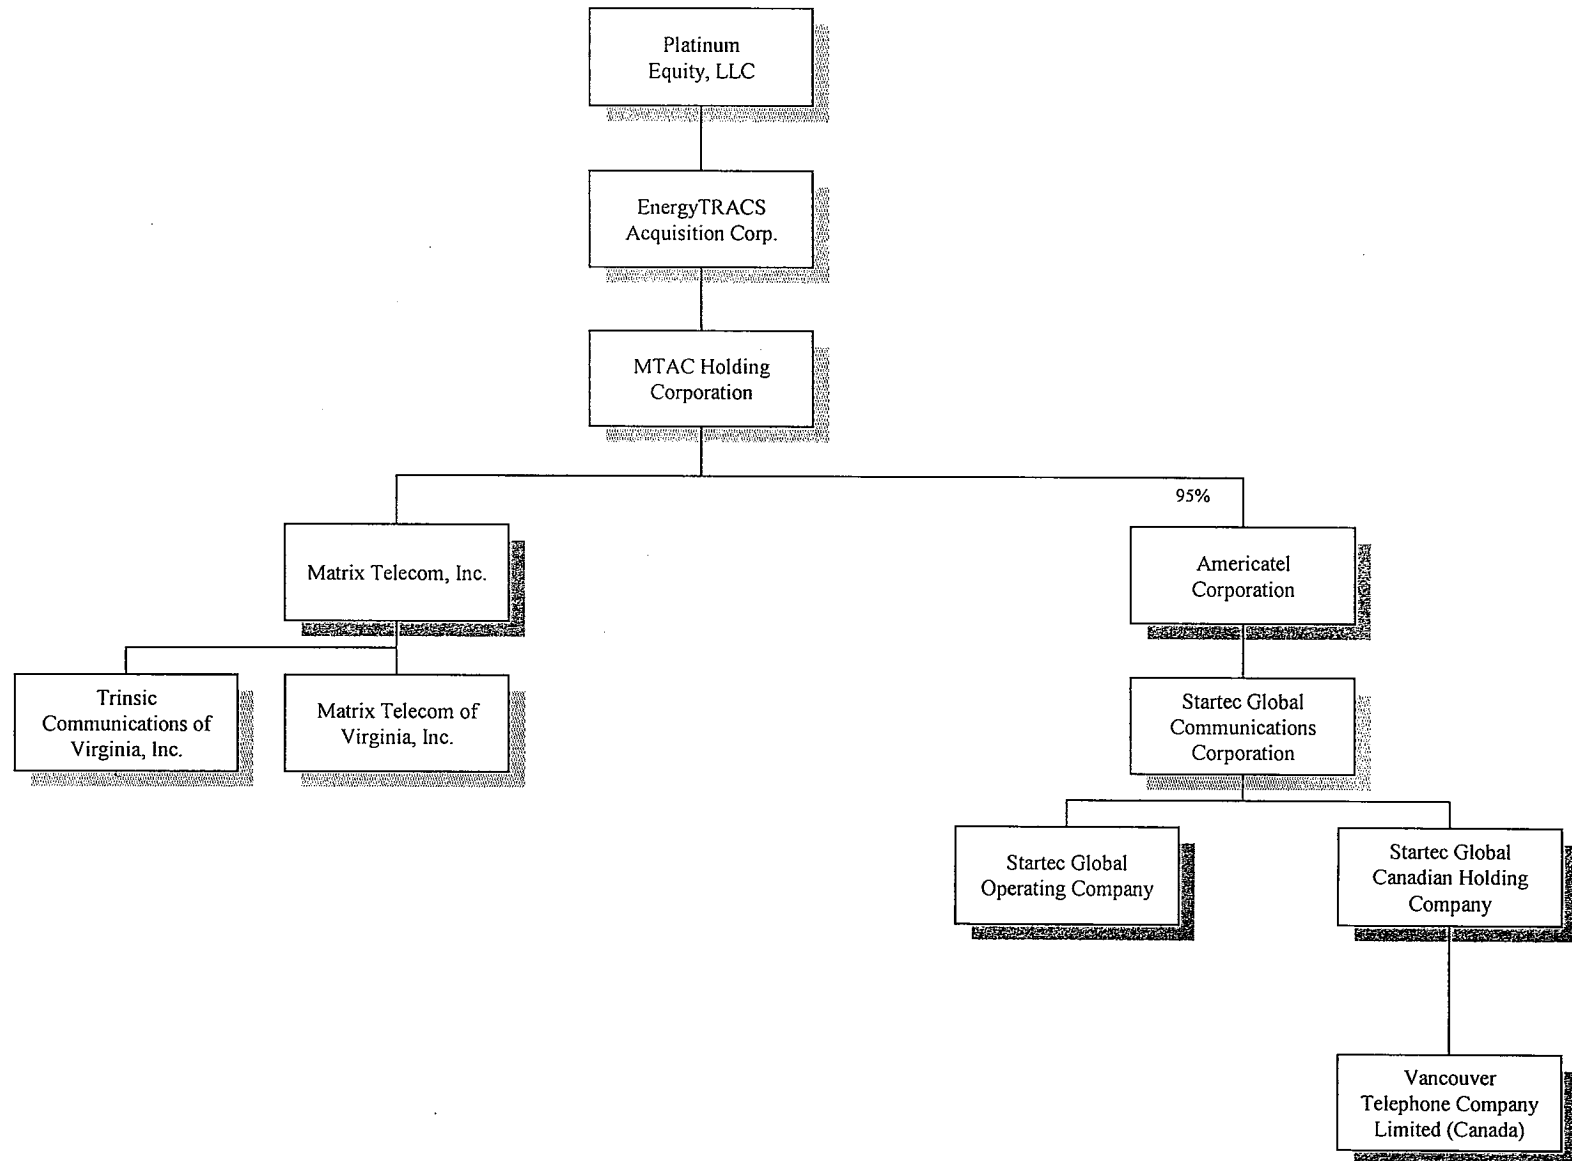 Platinum
Equity, LLC
EnergyTRACS
Acquisition Corp.
MTAC Holding
Corporation
95%
Matrix Telecom, Inc.
Americatel
Corporation
Trinsic
Communications of
Virginia, Inc.
Matrix Telecom of
Virginia, Inc.
Startec Global
Communications
Corporation
Startec Global
Operating Company
Startec Global
Canadian Holding
Company
Vancouver
Telephone Company
Limited (Canada)